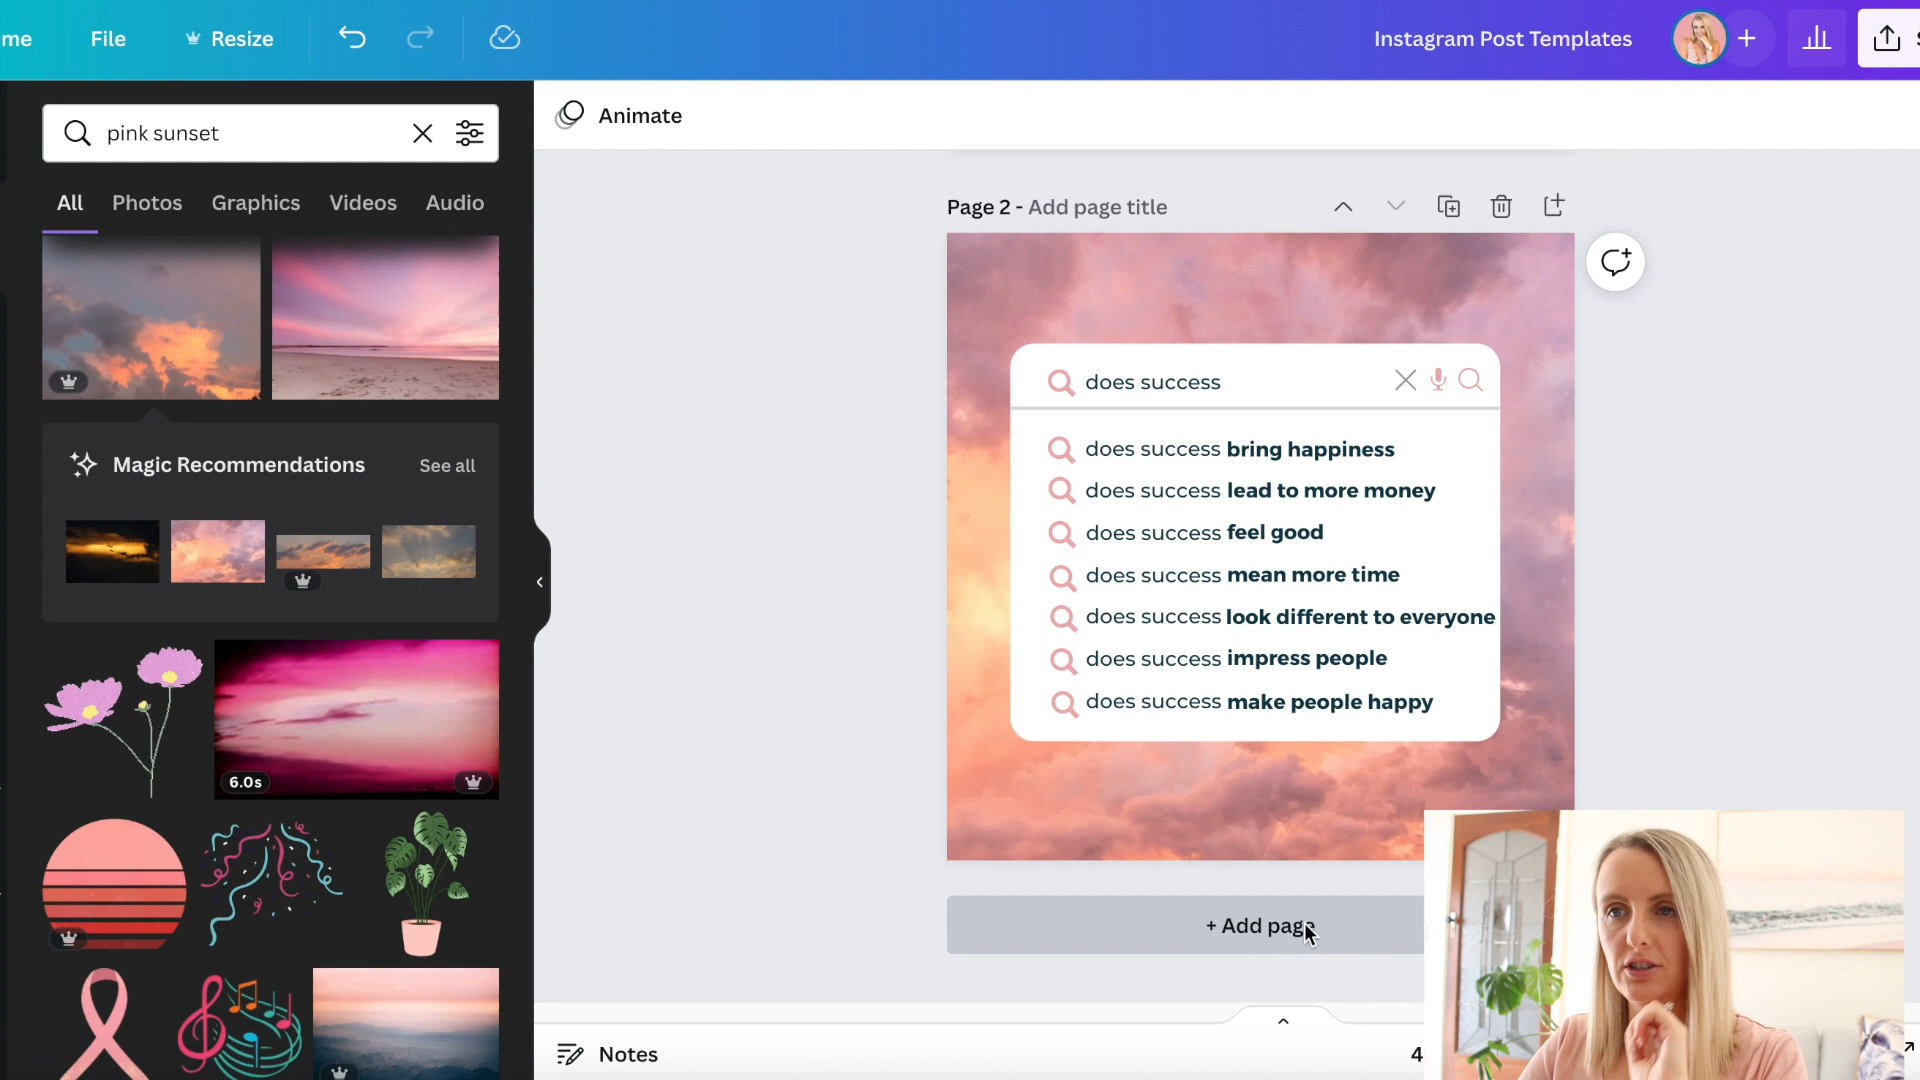 me File Resize Instagram Post Templates
pink sunset
Animate
All Photos Graphics Videos Audio
Page 2 - Add page title
does success
Magic Recommendations See all
does success bring happiness
does success lead to more money
does success feel good
does success mean more time
does success look different to everyone
does success impress people
does success make people happy
6.0s
+ Add page
Notes
4